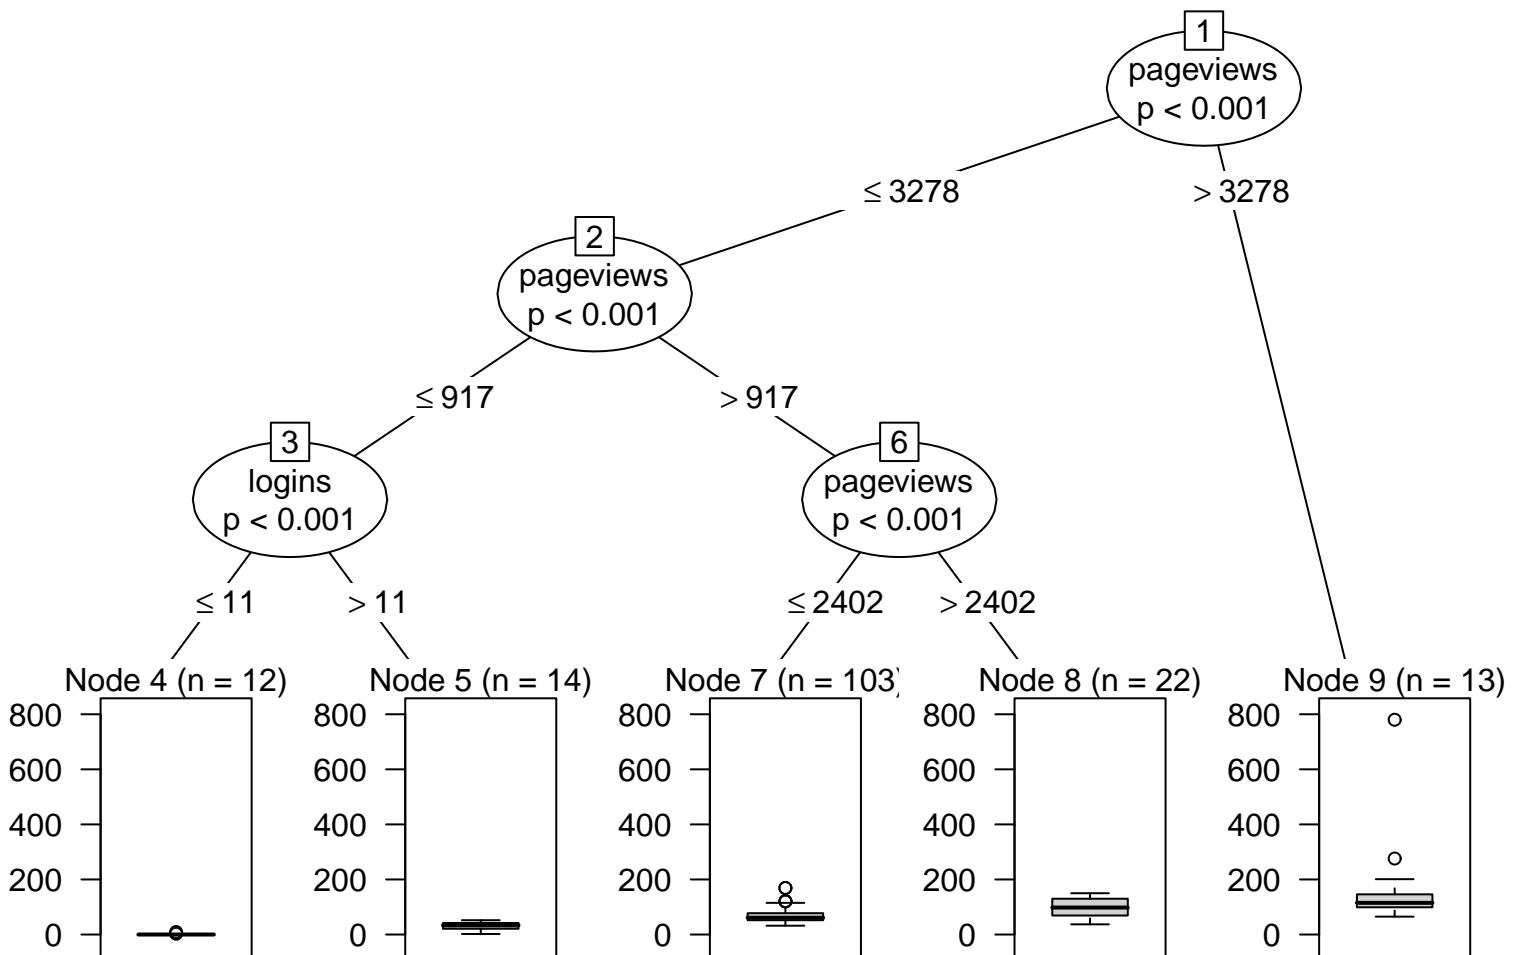 1
pageviews
p < 0.001
≤ 3278
> 3278
2
pageviews
p < 0.001
≤ 917
> 917
3
logins
p < 0.001
6
pageviews
p < 0.001
≤ 11
> 11
≤ 2402
> 2402
Node 4 (n = 12)
Node 5 (n = 14)
Node 7 (n = 103)
Node 8 (n = 22)
Node 9 (n = 13)
800
600
400
200
0
800
600
400
200
0
800
600
400
200
0
800
600
400
200
0
800
600
400
200
0